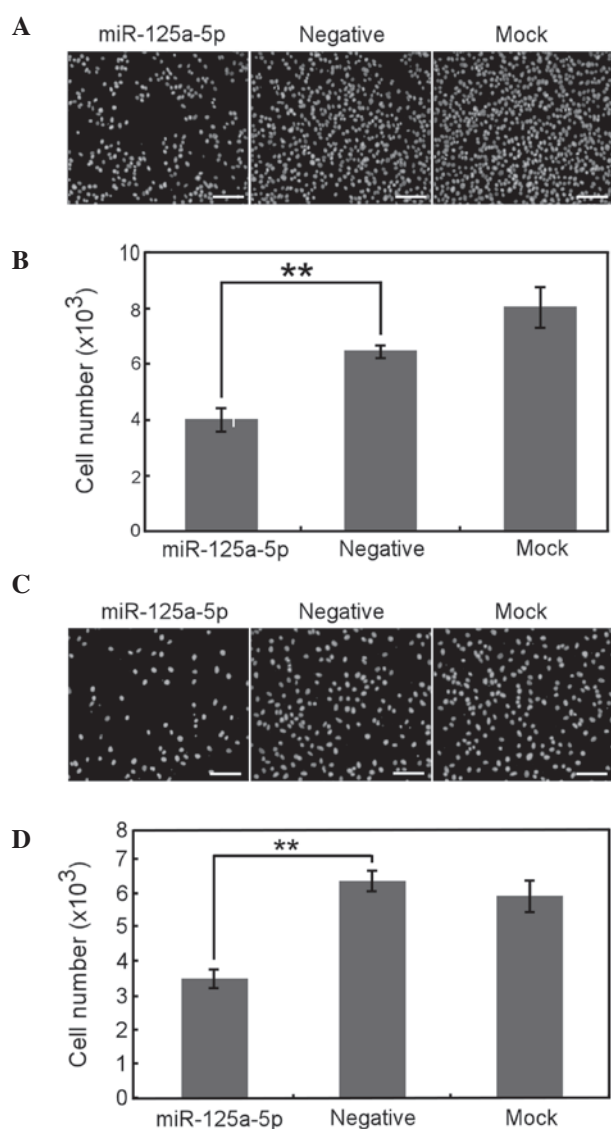 A
miR-125a-5p Negative Mock
B
Cell number (x10³)
10
8
6
4
2
0
**
miR-125a-5p Negative Mock
C
miR-125a-5p Negative Mock
D
Cell number (x10³)
8
7
6
5
4
3
2
1
0
**
miR-125a-5p Negative Mock